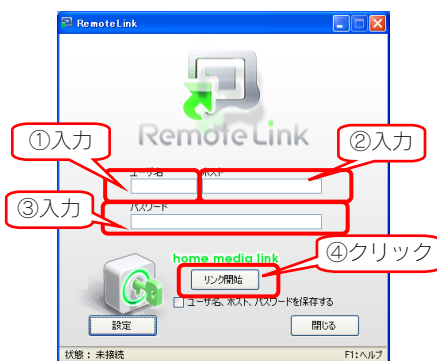 RemoteLink
Remote Link
①入力
②入力
ユーザ名 ホスト
③入力
パスワード
home media link
④クリック
リンク開始
ユーザ名、ホスト、パスワードを保存する
設定 閉じる
状態：未接続 F1:ヘルプ